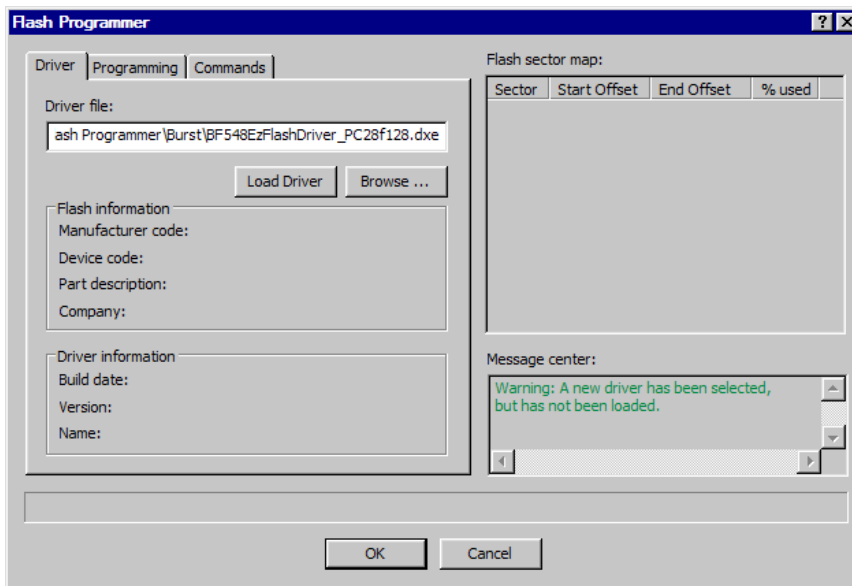 Flash Programmer
Driver Programming Commands
Driver file:
ash Programmer\Burst\BF548EzFlashDriver_PC28f128.dxe
Load Driver Browse ...
Flash information
Manufacturer code:
Device code:
Part description:
Company:
Driver information
Build date:
Version:
Name:
Flash sector map:
Sector Start Offset End Offset % used
Message center:
Warning: A new driver has been selected,
but has not been loaded.
OK Cancel